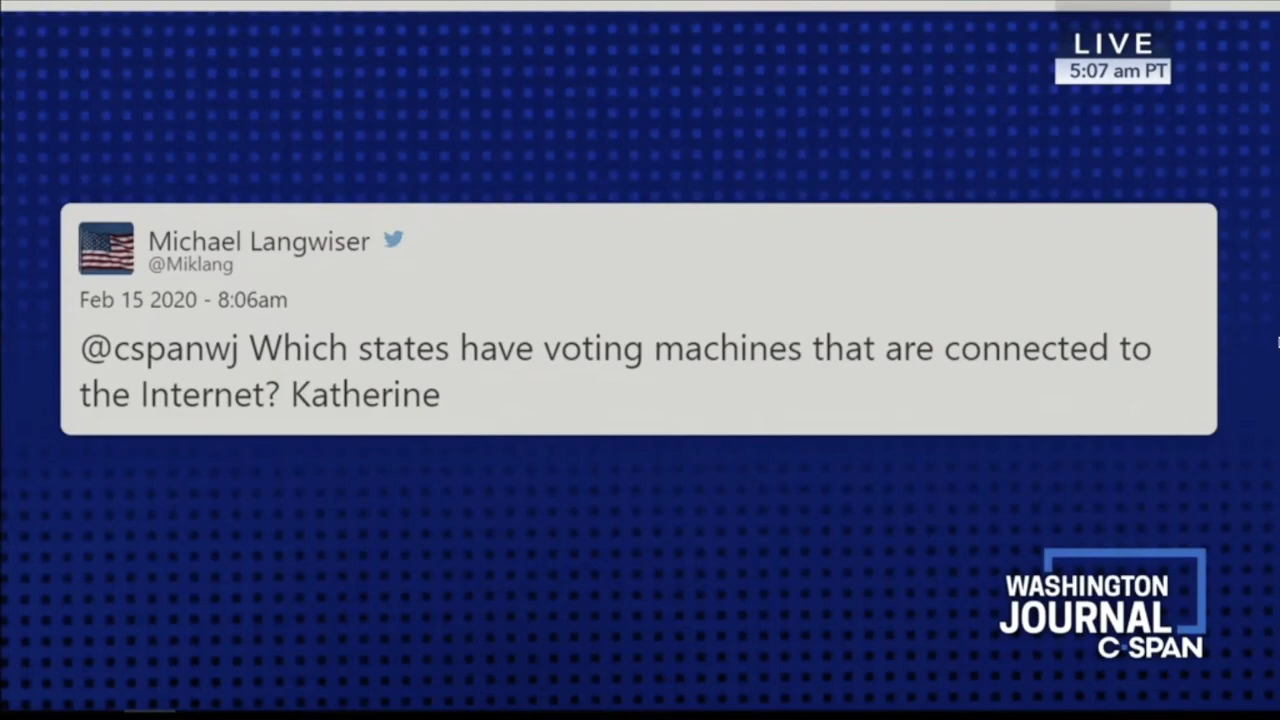 LIVE
5:07 am PT
Michael Langwiser
@Miklang
Feb 15 2020 - 8:06am
@cspanwj Which states have voting machines that are connected to
the Internet? Katherine
WASHINGTON
JOURNAL
C-SPAN